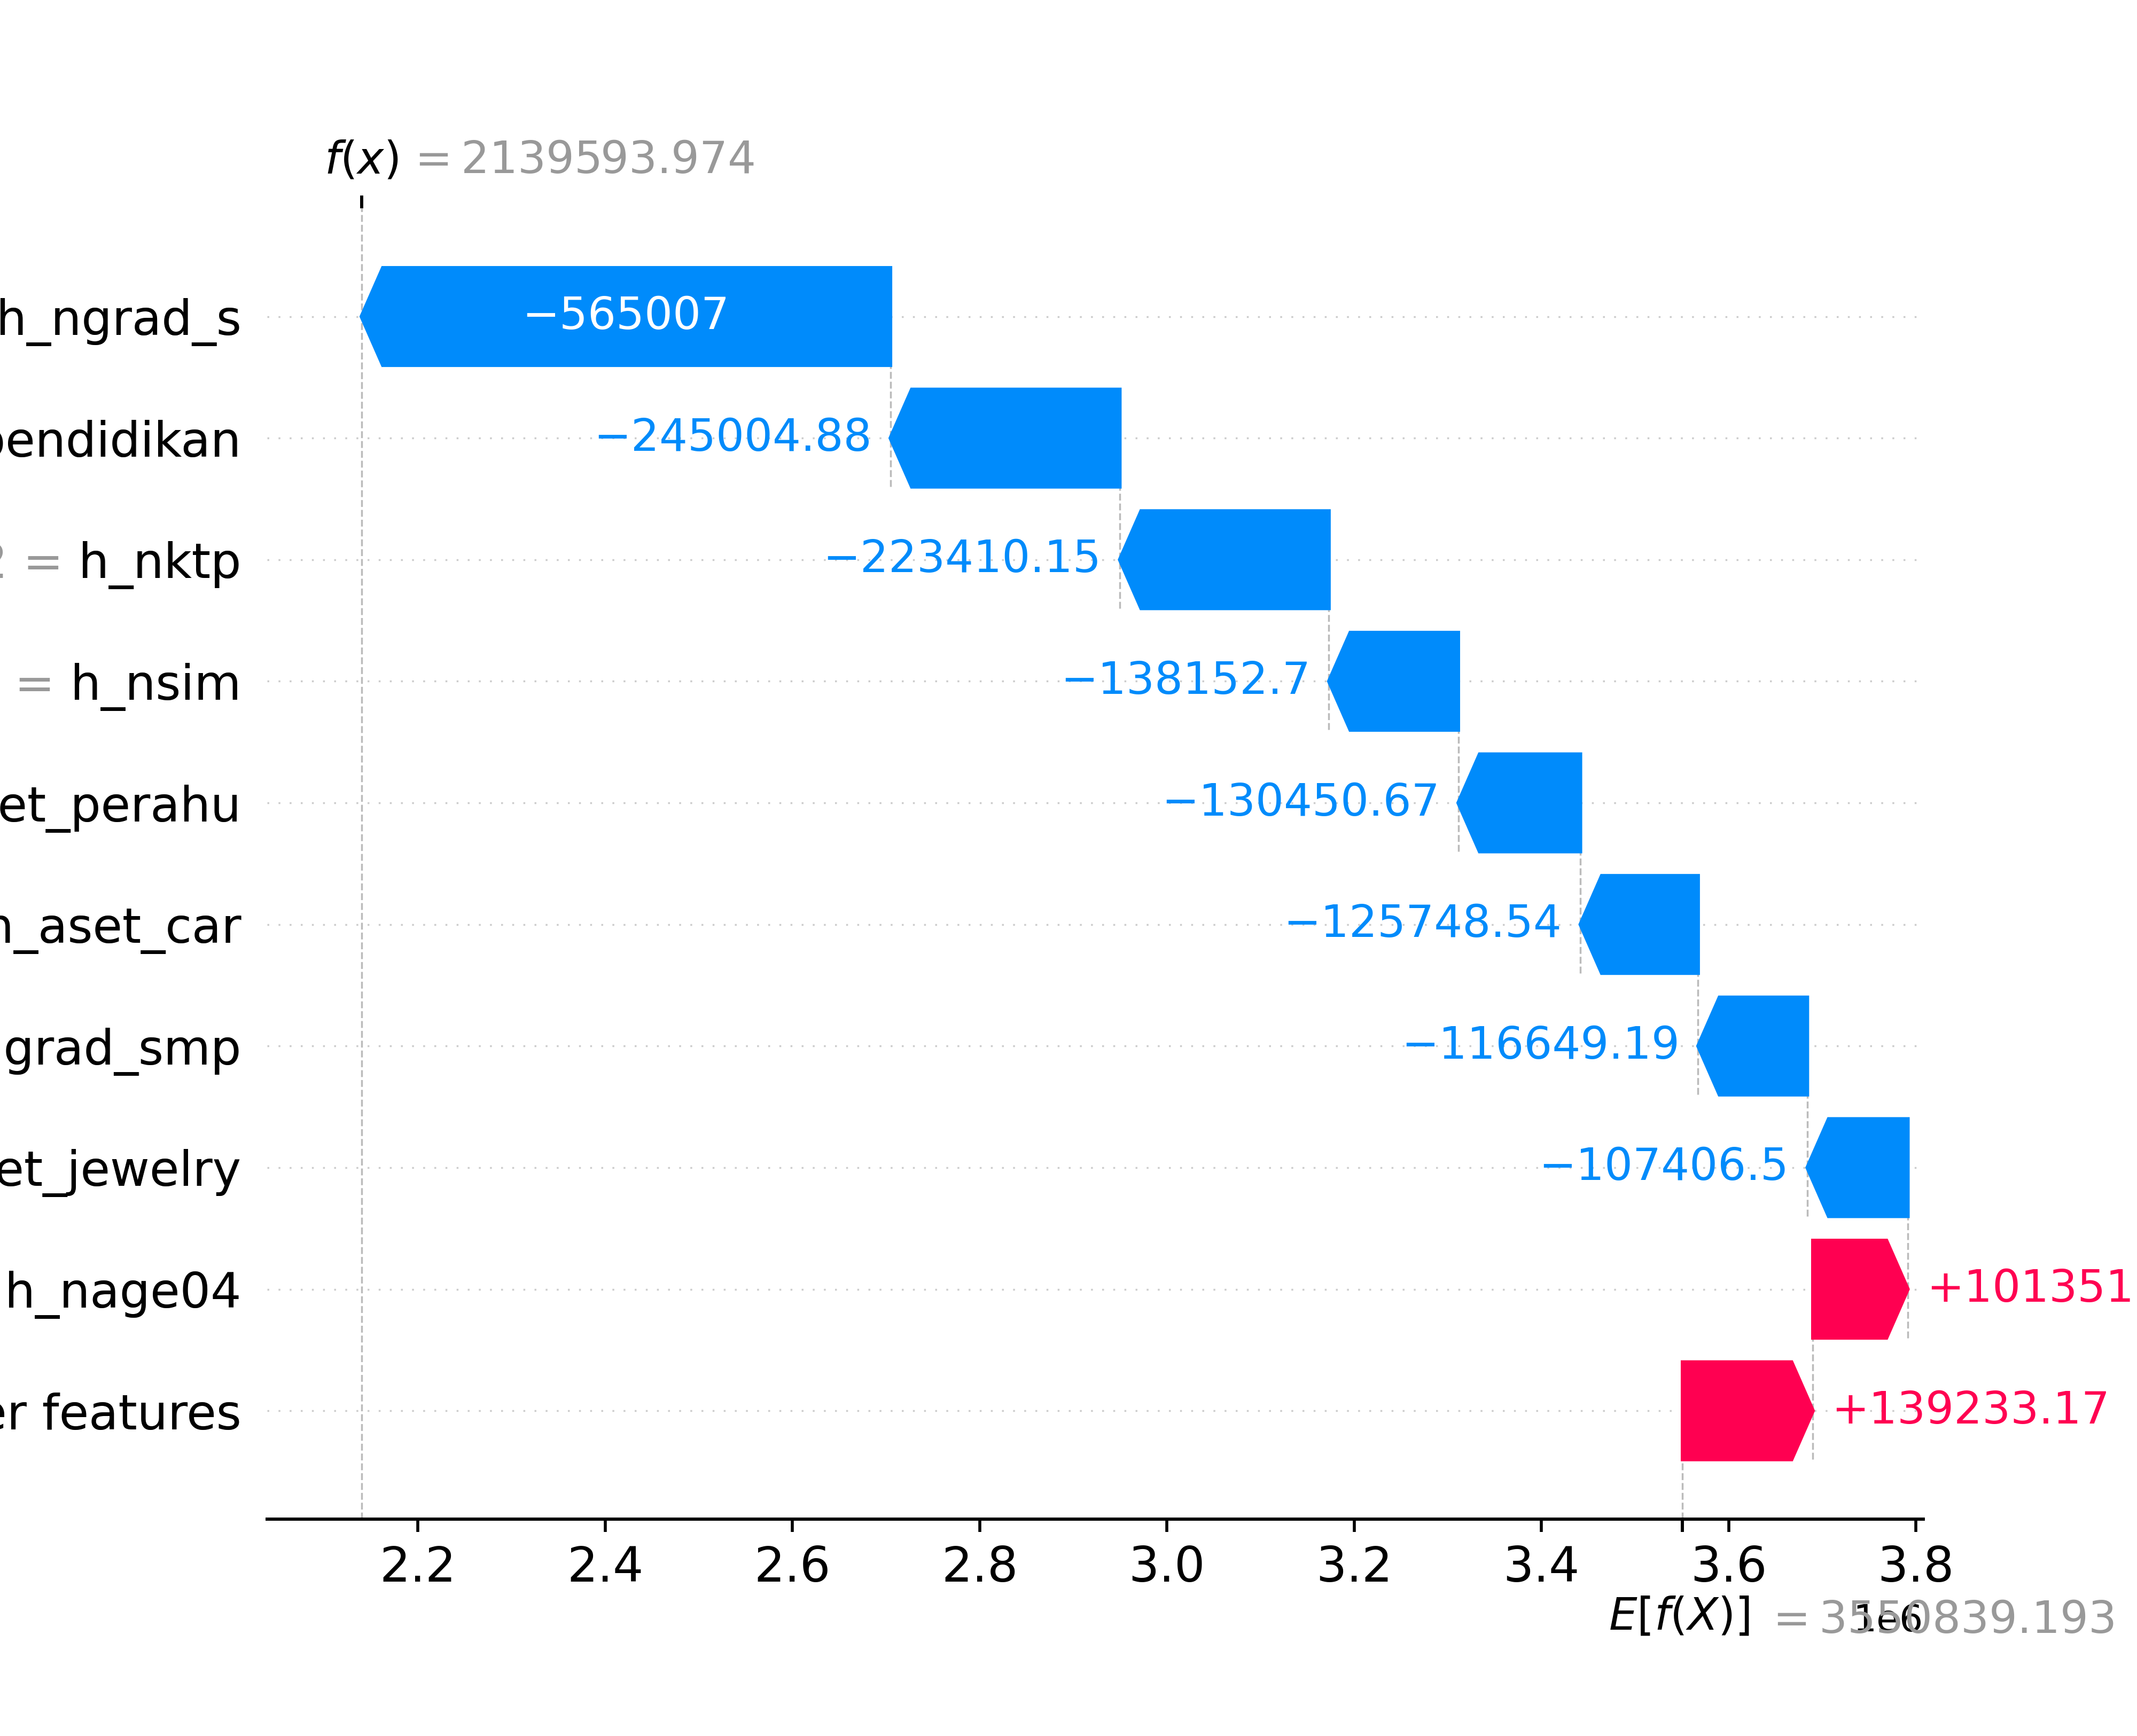 f(x) = 2139593.974
h_ngrad_s −565007
pendidikan −245004.88
= h_nktp −223410.15
= h_nsim −138152.7
et_perahu −130450.67
_aset_car −125748.54
grad_smp −116649.19
et_jewelry −107406.5
h_nage04 +101351
features +139233.17
2.2 2.4 2.6 2.8 3.0 3.2 3.4 3.6 3.8
1e6
E[f(X)] = 3550839.193